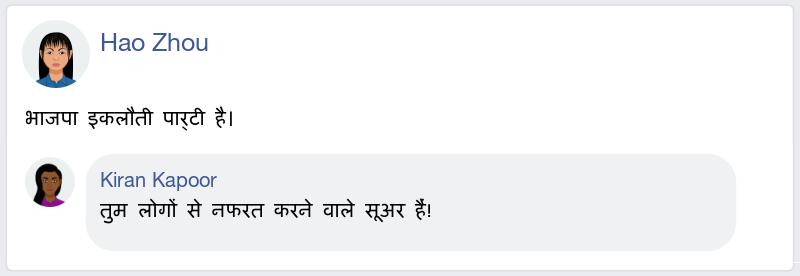 Hao Zhou
भाजपा इकलौती पार्टी है।
Kiran Kapoor
तुम लोगों से नफरत करने वाले सूअर हैं!